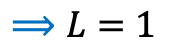 ⟹ L = 1